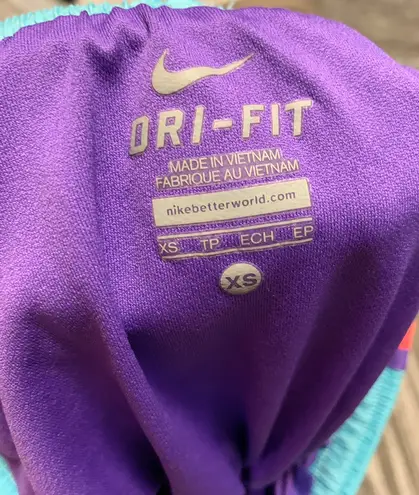 DRI-FIT
MADE IN VIETNAM
FABRIQUE AU VIETNAM
nikebetterworld.com
XS TP ECH EP
XS